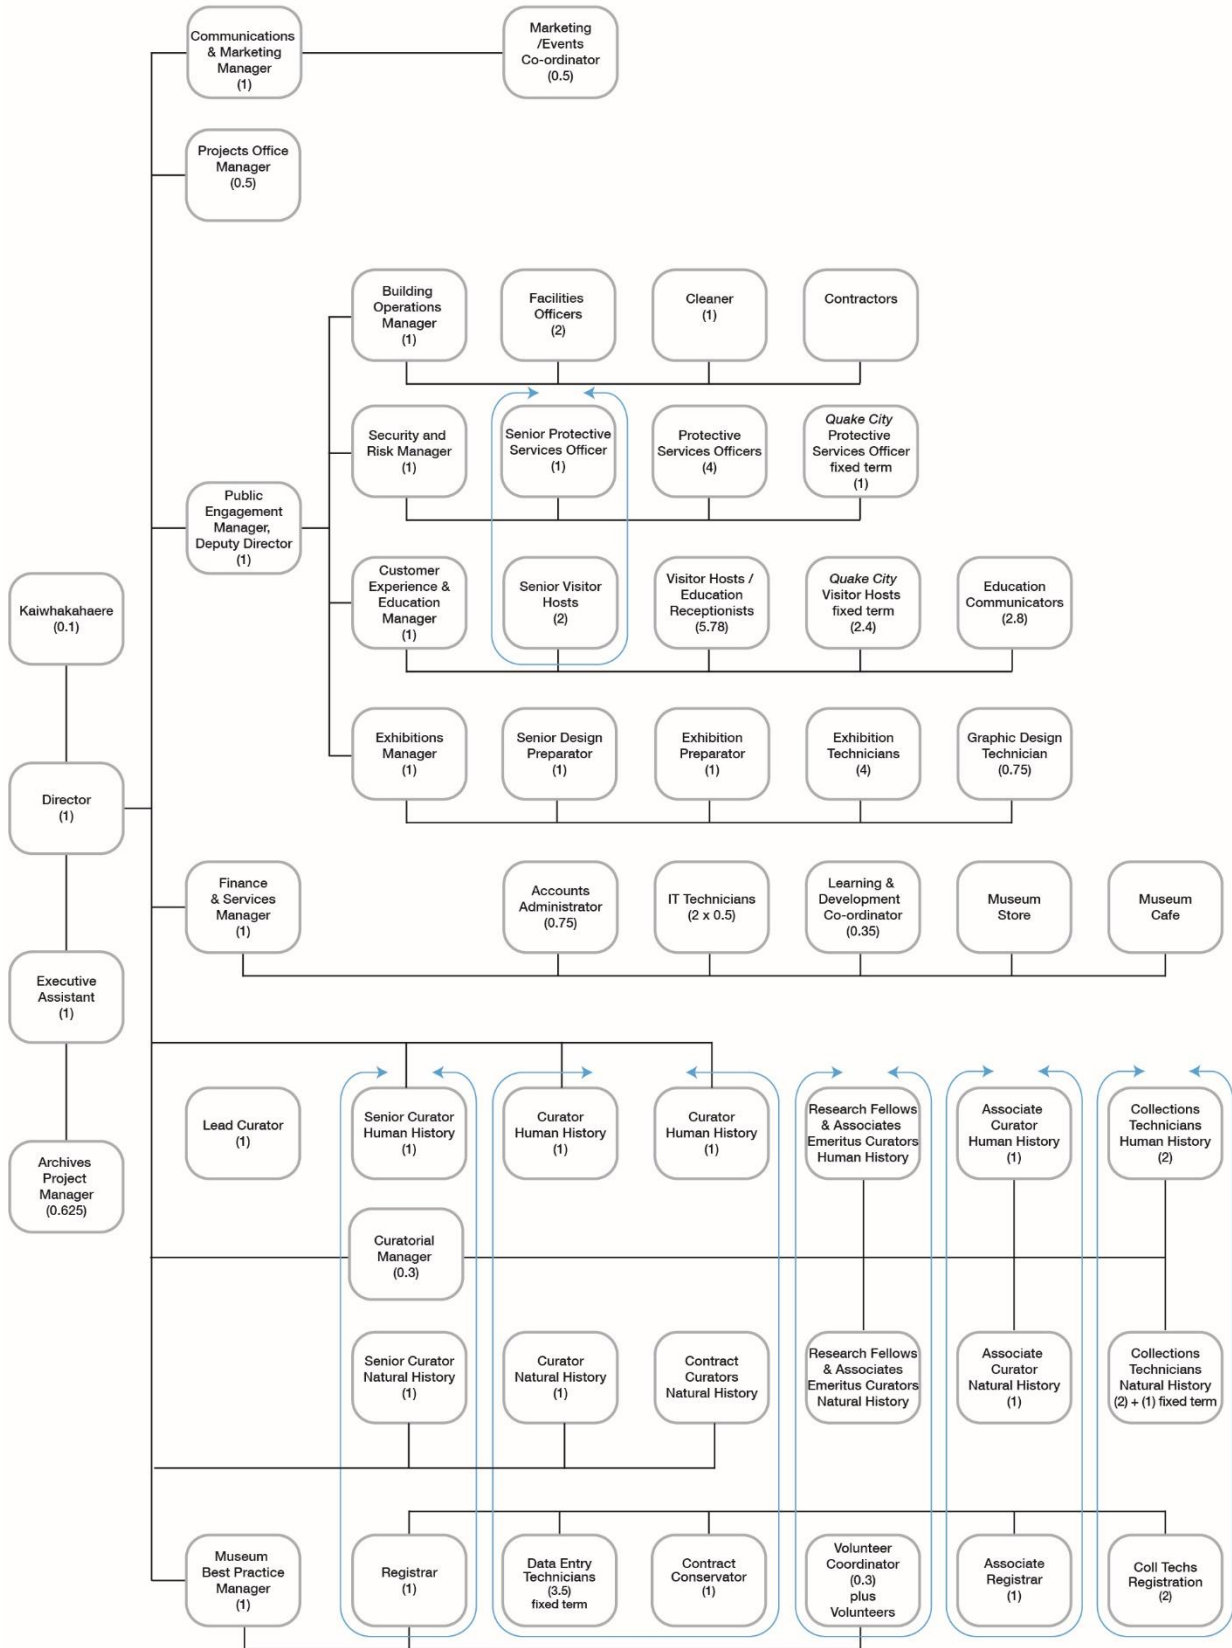 Communications
& Marketing
Manager
(1)
Marketing
/Events
Co-ordinator
(0.5)
Projects Office
Manager
(0.5)
Building
Operations
Manager
(1)
Facilities
Officers
(2)
Cleaner
(1)
Contractors
Security and
Risk Manager
(1)
Senior Protective
Services Officer
(1)
Protective
Services Officers
(4)
Quake City
Protective
Services Officer
fixed term
(1)
Public
Engagement
Manager,
Deputy Director
(1)
Customer
Experience &
Education
Manager
(1)
Senior Visitor
Hosts
(2)
Visitor Hosts /
Education
Receptionists
(5.78)
Quake City
Visitor Hosts
fixed term
(2.4)
Education
Communicators
(2.8)
Kaiwhakahaere
(0.1)
Exhibitions
Manager
(1)
Senior Design
Preparator
(1)
Exhibition
Preparator
(1)
Exhibition
Technicians
(4)
Graphic Design
Technician
(0.75)
Director
(1)
Finance
& Services
Manager
(1)
Accounts
Administrator
(0.75)
IT Technicians
(2 x 0.5)
Learning &
Development
Co-ordinator
(0.35)
Museum
Store
Museum
Cafe
Executive
Assistant
(1)
Lead Curator
(1)
Senior Curator
Human History
(1)
Curator
Human History
(1)
Curator
Human History
(1)
Research Fellows
& Associates
Emeritus Curators
Human History
Associate
Curator
Human History
(1)
Collections
Technicians
Human History
(2)
Archives
Project
Manager
(0.625)
Curatorial
Manager
(0.3)
Senior Curator
Natural History
(1)
Curator
Natural History
(1)
Contract
Curators
Natural History
Research Fellows
& Associates
Emeritus Curators
Natural History
Associate
Curator
Natural History
(1)
Collections
Technicians
Natural History
(2) + (1) fixed term
Museum
Best Practice
Manager
(1)
Registrar
(1)
Data Entry
Technicians
(3.5)
fixed term
Contract
Conservator
(1)
Volunteer
Coordinator
(0.3)
plus
Volunteers
Associate
Registrar
(1)
Coll Techs
Registration
(2)